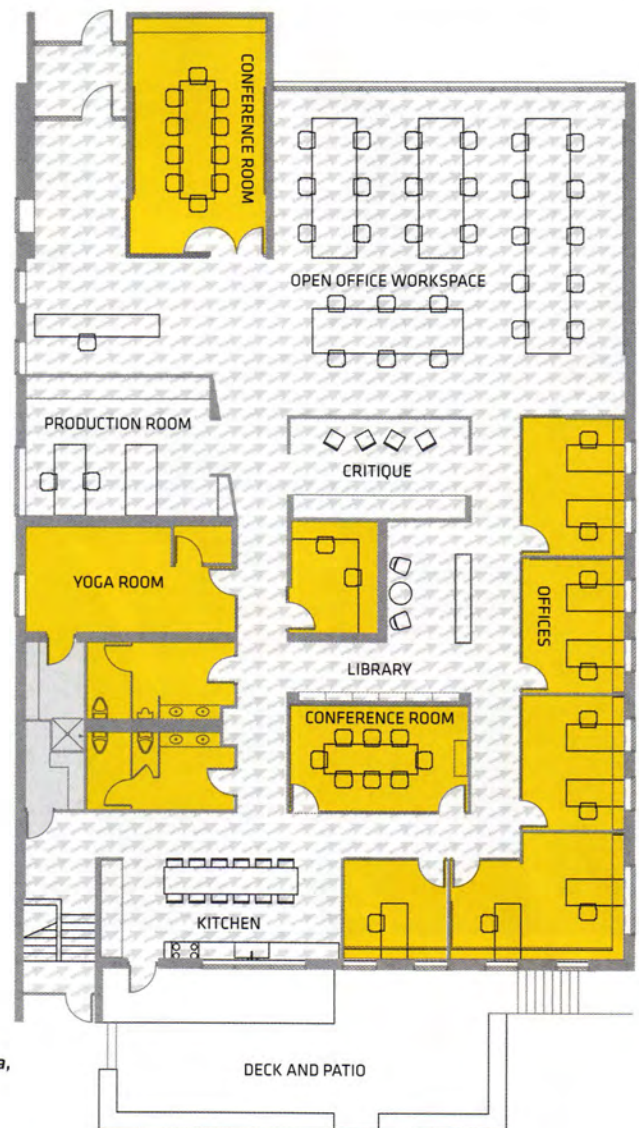 CONFERENCE ROOM
OPEN OFFICE WORKSPACE
PRODUCTION ROOM
CRITIQUE
YOGA ROOM
OFFICES
LIBRARY
CONFERENCE ROOM
KITCHEN
a,
DECK AND PATIO